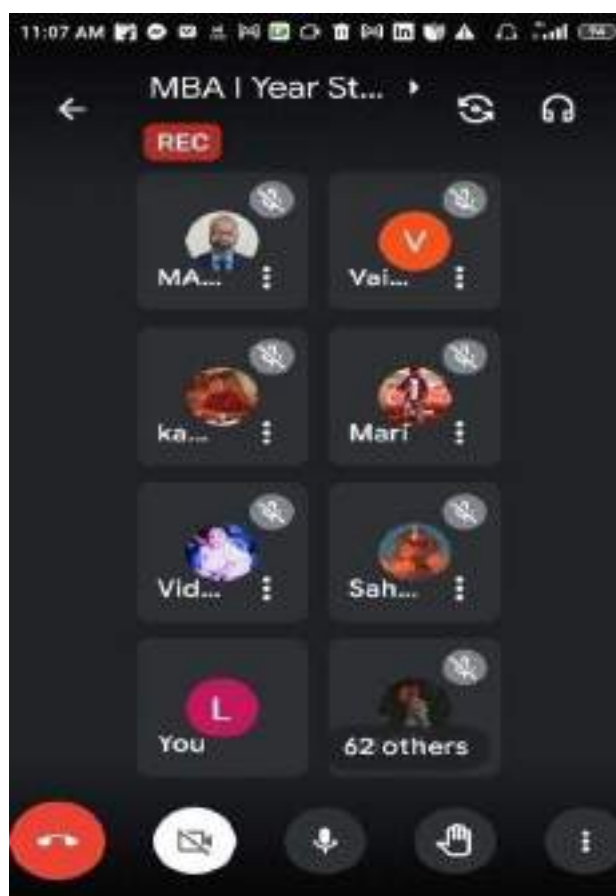 11:07 AM
MBA I Year St...
REC
MA...
Vai...
V
ka...
Mari
Vid...
Sah...
L
You
62 others